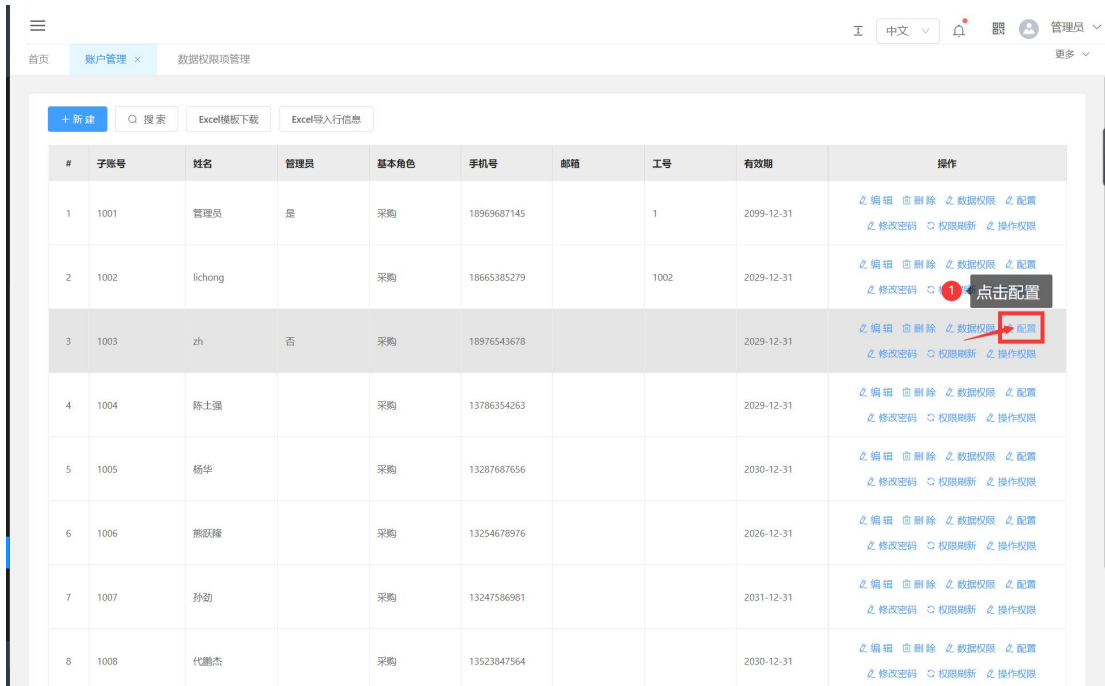 中文
管理员
首页 账户管理 × 数据权限项管理 更多
+ 新建 搜索 Excel模板下载 Excel导入行信息
# 子账号 姓名 管理员 基本角色 手机号 邮箱 工号 有效期 操作
1 1001 管理员 是 采购 18969687145 1 2099-12-31 编辑 删除 数据权限 配置
修改密码 权限刷新 操作权限
2 1002 lichong 采购 18665385279 1002 2029-12-31 编辑 删除 数据权限 配置
修改密码
1 点击配置
3 1003 zh 否 采购 18976543678 2029-12-31 编辑 删除 数据权限 配置
修改密码 权限刷新 操作权限
4 1004 陈土强 采购 13786354263 2029-12-31 编辑 删除 数据权限 配置
修改密码 权限刷新 操作权限
5 1005 杨华 采购 13287687656 2030-12-31 编辑 删除 数据权限 配置
修改密码 权限刷新 操作权限
6 1006 熊跃隆 采购 13254678976 2026-12-31 编辑 删除 数据权限 配置
修改密码 权限刷新 操作权限
7 1007 孙劲 采购 13247586981 2031-12-31 编辑 删除 数据权限 配置
修改密码 权限刷新 操作权限
8 1008 代鹏杰 采购 13523847564 2030-12-31 编辑 删除 数据权限 配置
修改密码 权限刷新 操作权限